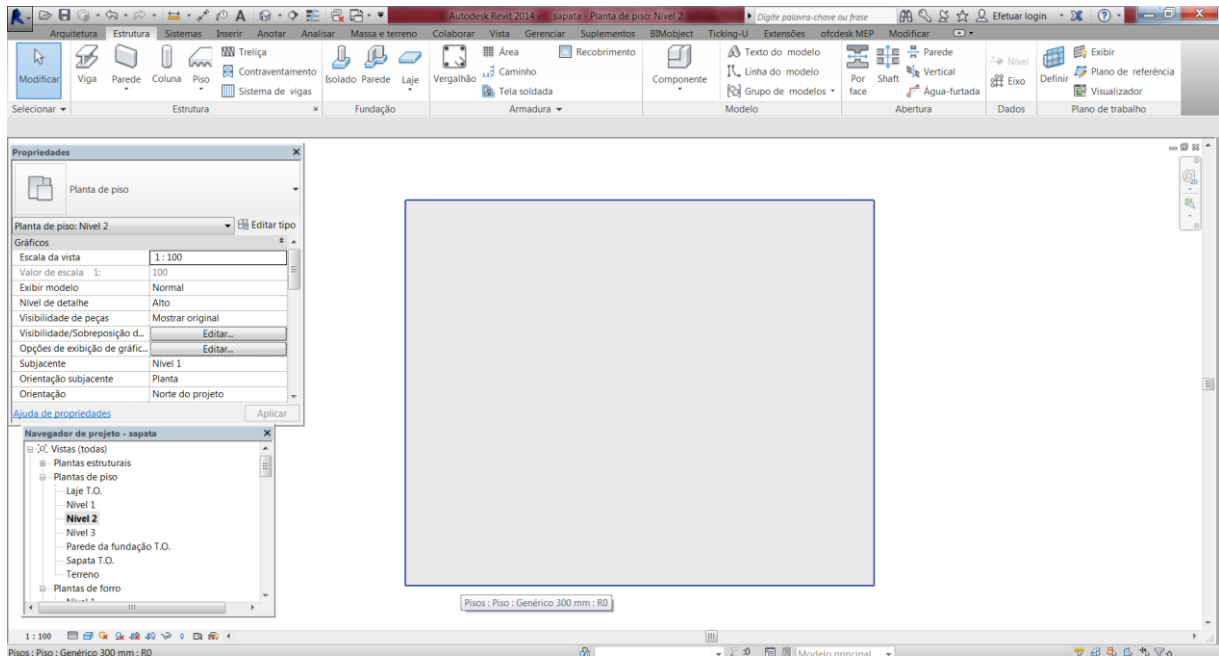 Autodesk Revit 2014 - sapata - Planta de piso: Nível 2 Digite palavra-chave ou frase Efetuar login
Arquitetura Estrutura Sistemas Inserir Anotar Analisar Massa e terreno Colaborar Vista Gerenciar Suplementos BIMobject Ticking-U Extensões ofcdesk MEP Modificar
Modificar Viga Parede Coluna Piso Treliça Contraventamento Sistema de vigas
Isolado Parede Laje Vergalhão Área Caminho Tela soldada Recobrimento
Componente Texto do modelo Linha do modelo Grupo de modelos
Por face Shaft Parede Vertical Água-furtada
Nível Eixo Definir Exibir Plano de referência Visualizador
Selecionar Estrutura Fundação Armadura Modelo Abertura Dados Plano de trabalho
Propriedades
Planta de piso
Planta de piso: Nível 2 Editar tipo
Gráficos
Escala da vista 1 : 100
Valor de escala 1: 100
Exibir modelo Normal
Nível de detalhe Alto
Visibilidade de peças Mostrar original
Visibilidade/Sobreposição d... Editar...
Opções de exibição de gráfic... Editar...
Subjacente Nível 1
Orientação subjacente Planta
Orientação Norte do projeto
Ajuda de propriedades Aplicar
Navegador de projeto - sapata
Vistas (todas)
Plantas estruturais
Plantas de piso
Laje T.O.
Nível 1
Nível 2
Nível 3
Parede da fundação T.O.
Sapata T.O.
Terreno
Plantas de forro
Pisos : Piso : Genérico 300 mm : R0
1 : 100
Pisos : Piso : Genérico 300 mm : R0 :0 Modelo principal :0